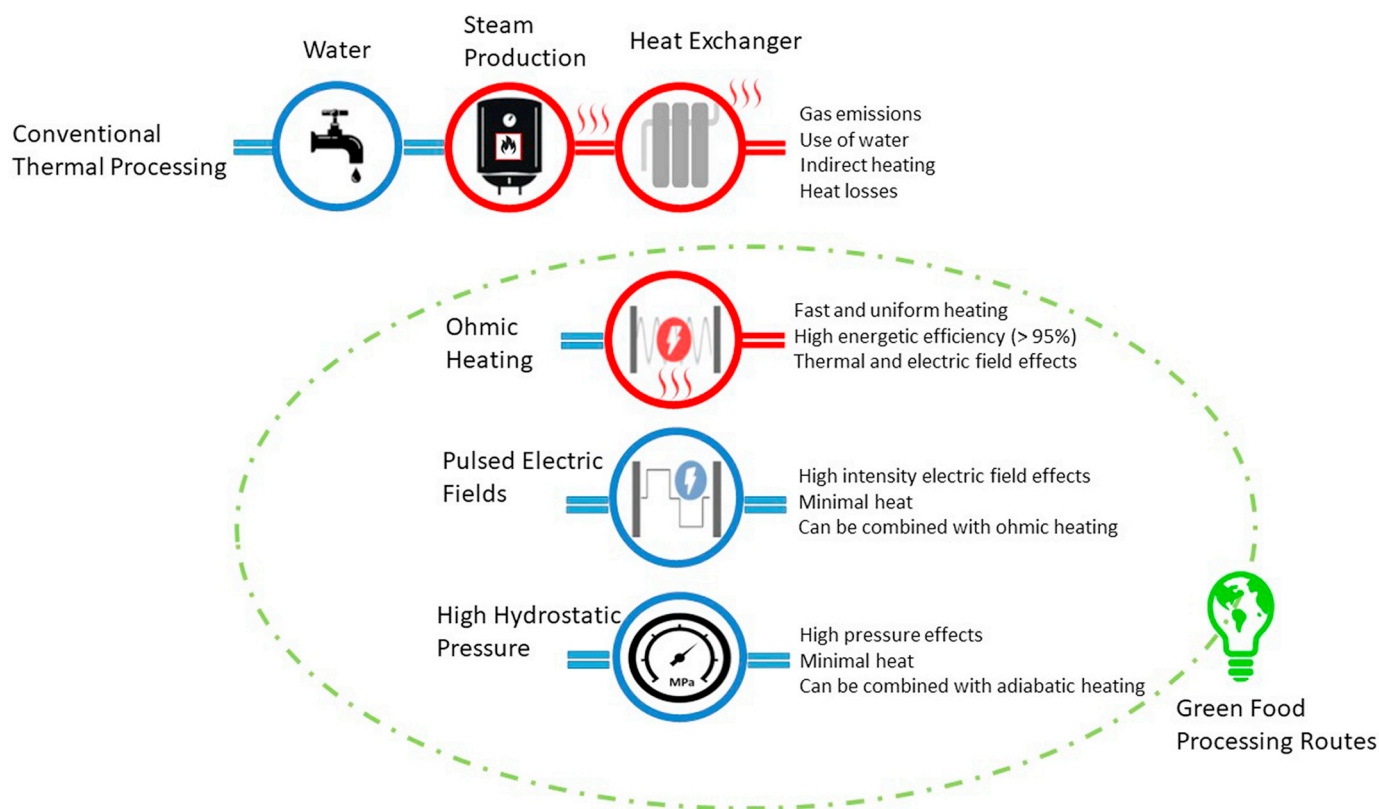 Water
Steam
Production
Heat Exchanger
Conventional
Thermal Processing
Gas emissions
Use of water
Indirect heating
Heat losses
Ohmic
Heating
Fast and uniform heating
High energetic efficiency (> 95%)
Thermal and electric field effects
Pulsed Electric
Fields
High intensity electric field effects
Minimal heat
Can be combined with ohmic heating
High Hydrostatic
Pressure
MPa
High pressure effects
Minimal heat
Can be combined with adiabatic heating
Green Food
Processing Routes